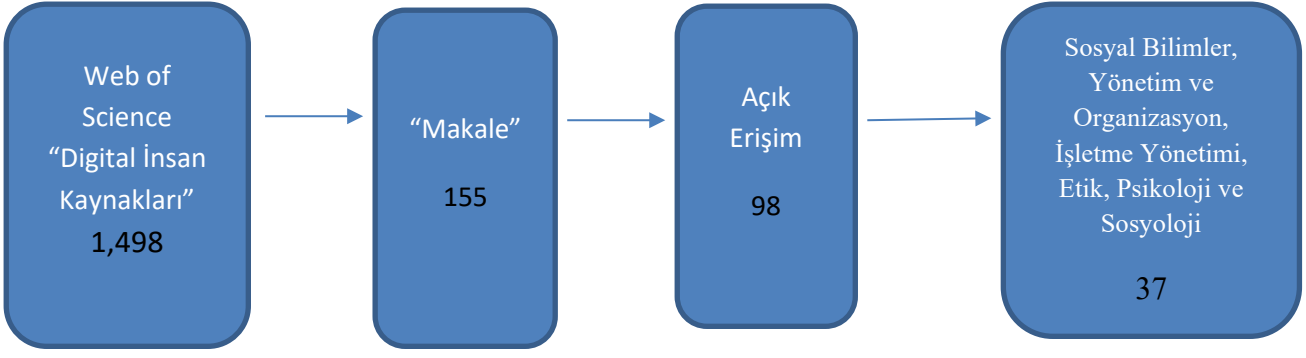 Web of
Science
“Digital İnsan
Kaynakları”
1,498
“Makale”
155
Açık
Erişim
98
Sosyal Bilimler,
Yönetim ve
Organizasyon,
İşletme Yönetimi,
Etik, Psikoloji ve
Sosyoloji
37